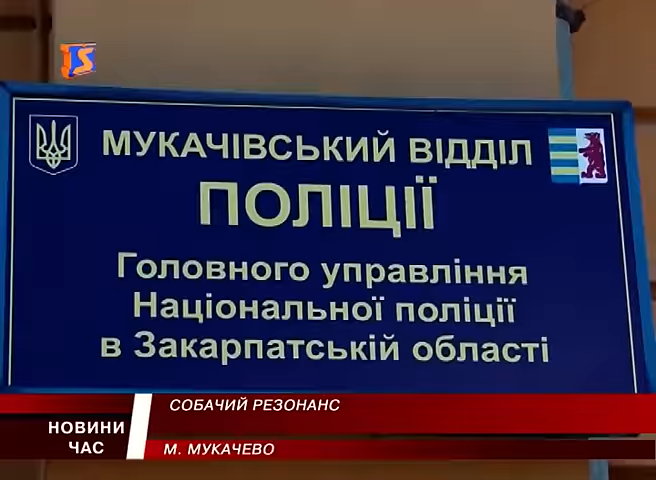 МУКАЧІВСЬКИЙ ВІДДІЛ
ПОЛІЦІЇ
Головного управління
Національної поліції
в Закарпатській області
СОБАЧИЙ РЕЗОНАНС
НОВИНИ
ЧАС
М. МУКАЧЕВО